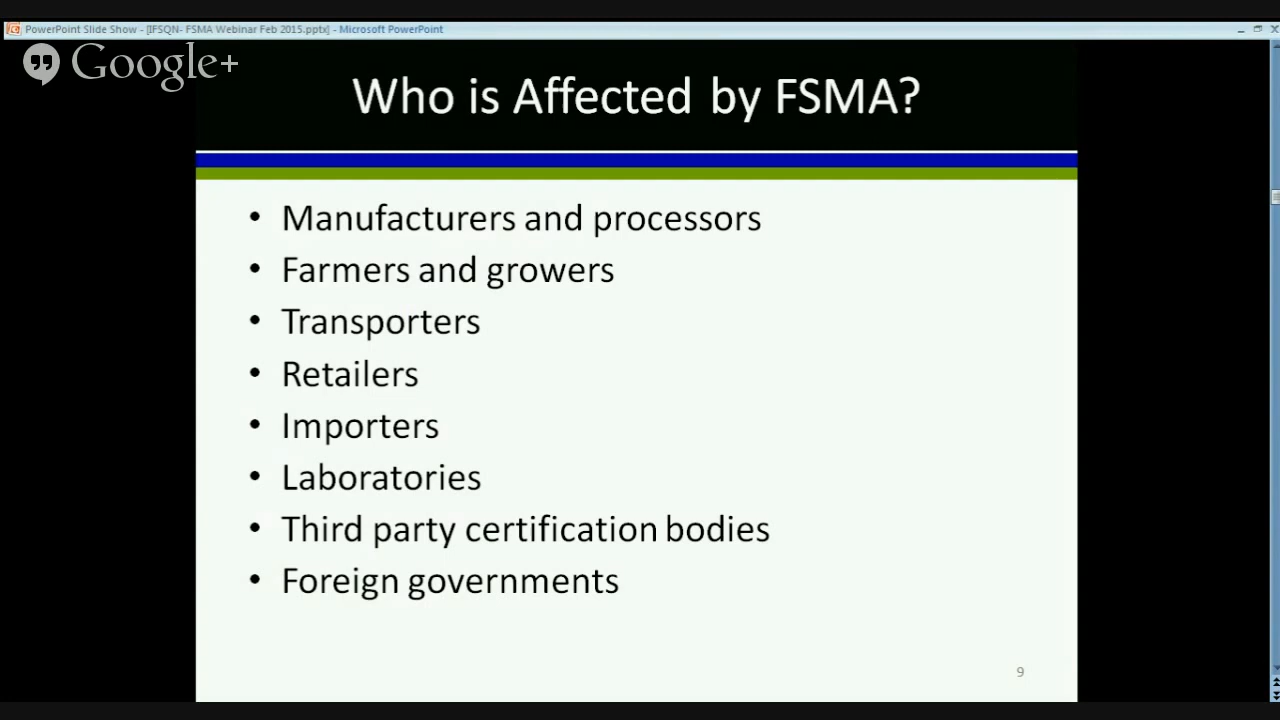 PowerPoint Slide Show - [IFSQN- FSMA Webinar Feb 2015.pptx] - Microsoft PowerPoint
Google+
Who is Affected by FSMA?
• Manufacturers and processors
• Farmers and growers
• Transporters
• Retailers
• Importers
• Laboratories
• Third party certification bodies
• Foreign governments
9